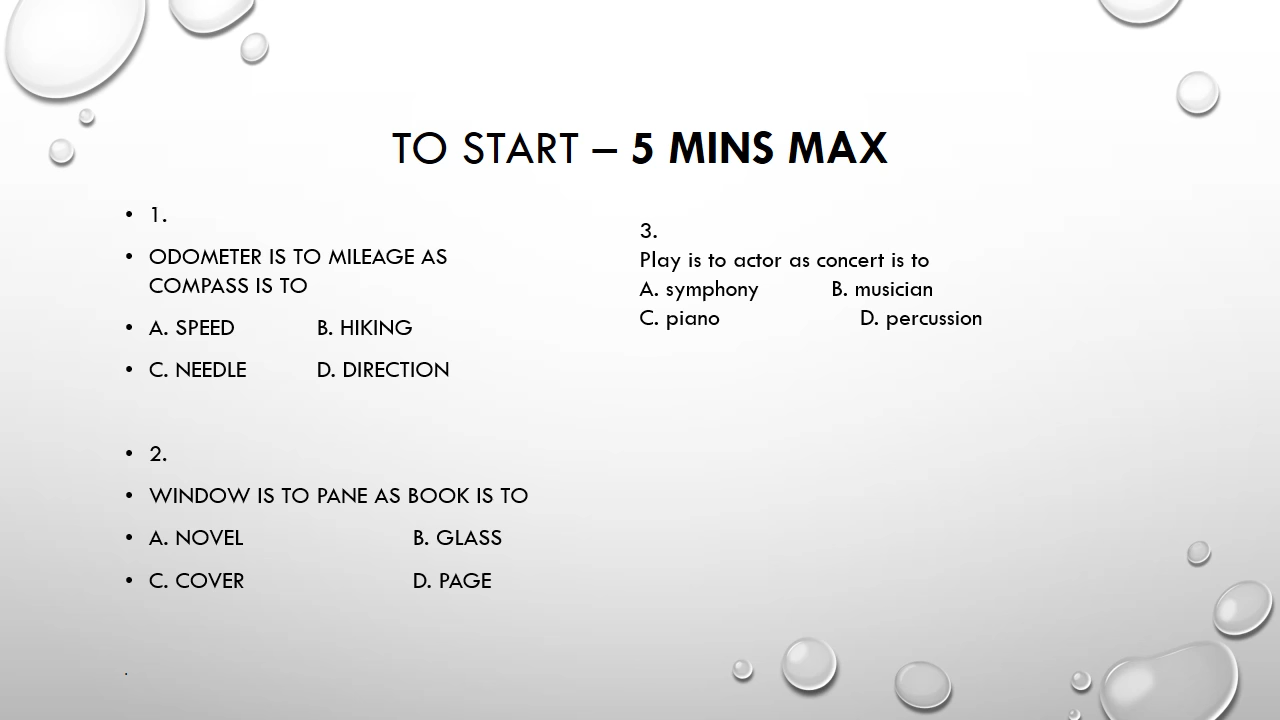 TO START – 5 MINS MAX
• 1.
• ODOMETER IS TO MILEAGE AS
COMPASS IS TO
• A. SPEED B. HIKING
• C. NEEDLE D. DIRECTION
• 2.
• WINDOW IS TO PANE AS BOOK IS TO
• A. NOVEL B. GLASS
• C. COVER D. PAGE
.
3.
Play is to actor as concert is to
A. symphony B. musician
C. piano D. percussion